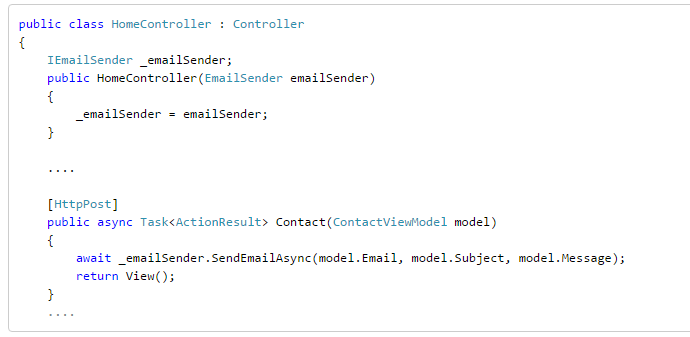 public class HomeController : Controller
{
    IEmailSender _emailSender;
    public HomeController(EmailSender emailSender)
    {
        _emailSender = emailSender;
    }
    ....
    [HttpPost]
    public async Task<ActionResult> Contact(ContactViewModel model)
    {
        await _emailSender.SendEmailAsync(model.Email, model.Subject, model.Message);
        return View();
    }
    ....